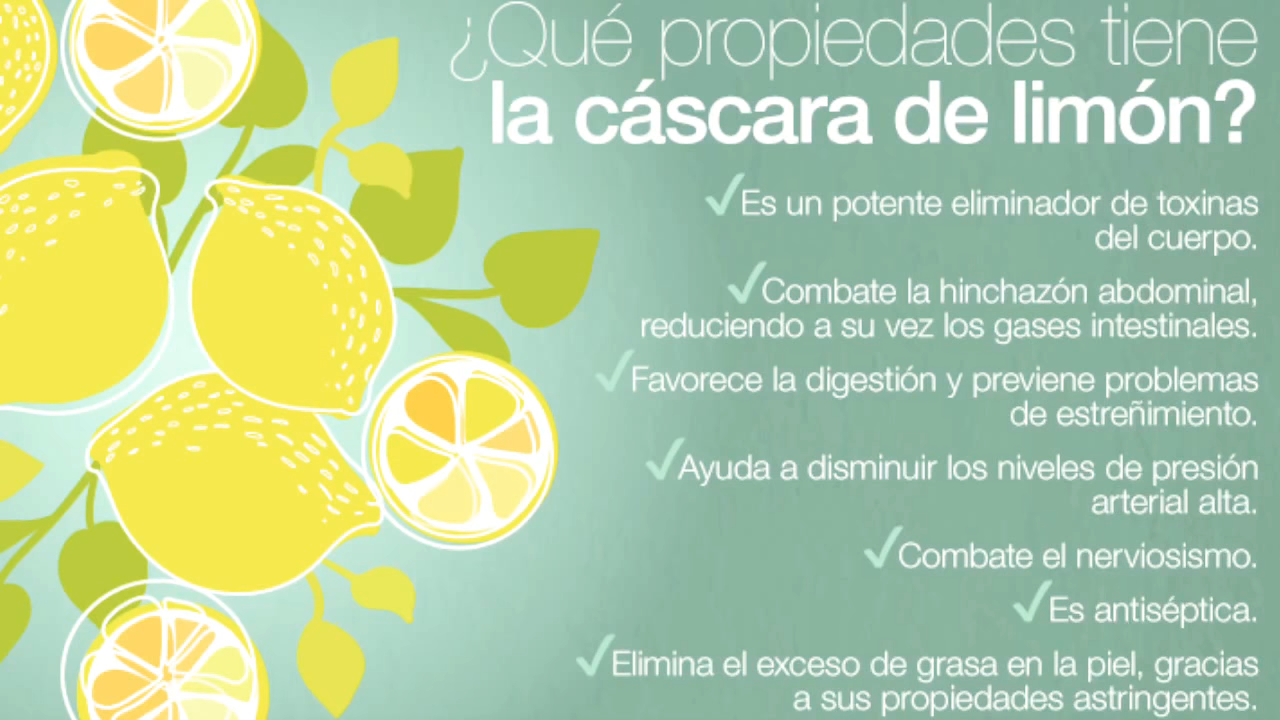 ¿Qué propiedades tiene
la cáscara de limón?
✓Es un potente eliminador de toxinas
del cuerpo.
✓Combate la hinchazón abdominal,
reduciendo a su vez los gases intestinales.
✓Favorece la digestión y previene problemas
de estreñimiento.
✓Ayuda a disminuir los niveles de presión
arterial alta.
✓Combate el nerviosismo.
✓Es antiséptica.
✓Elimina el exceso de grasa en la piel, gracias
a sus propiedades astringentes.